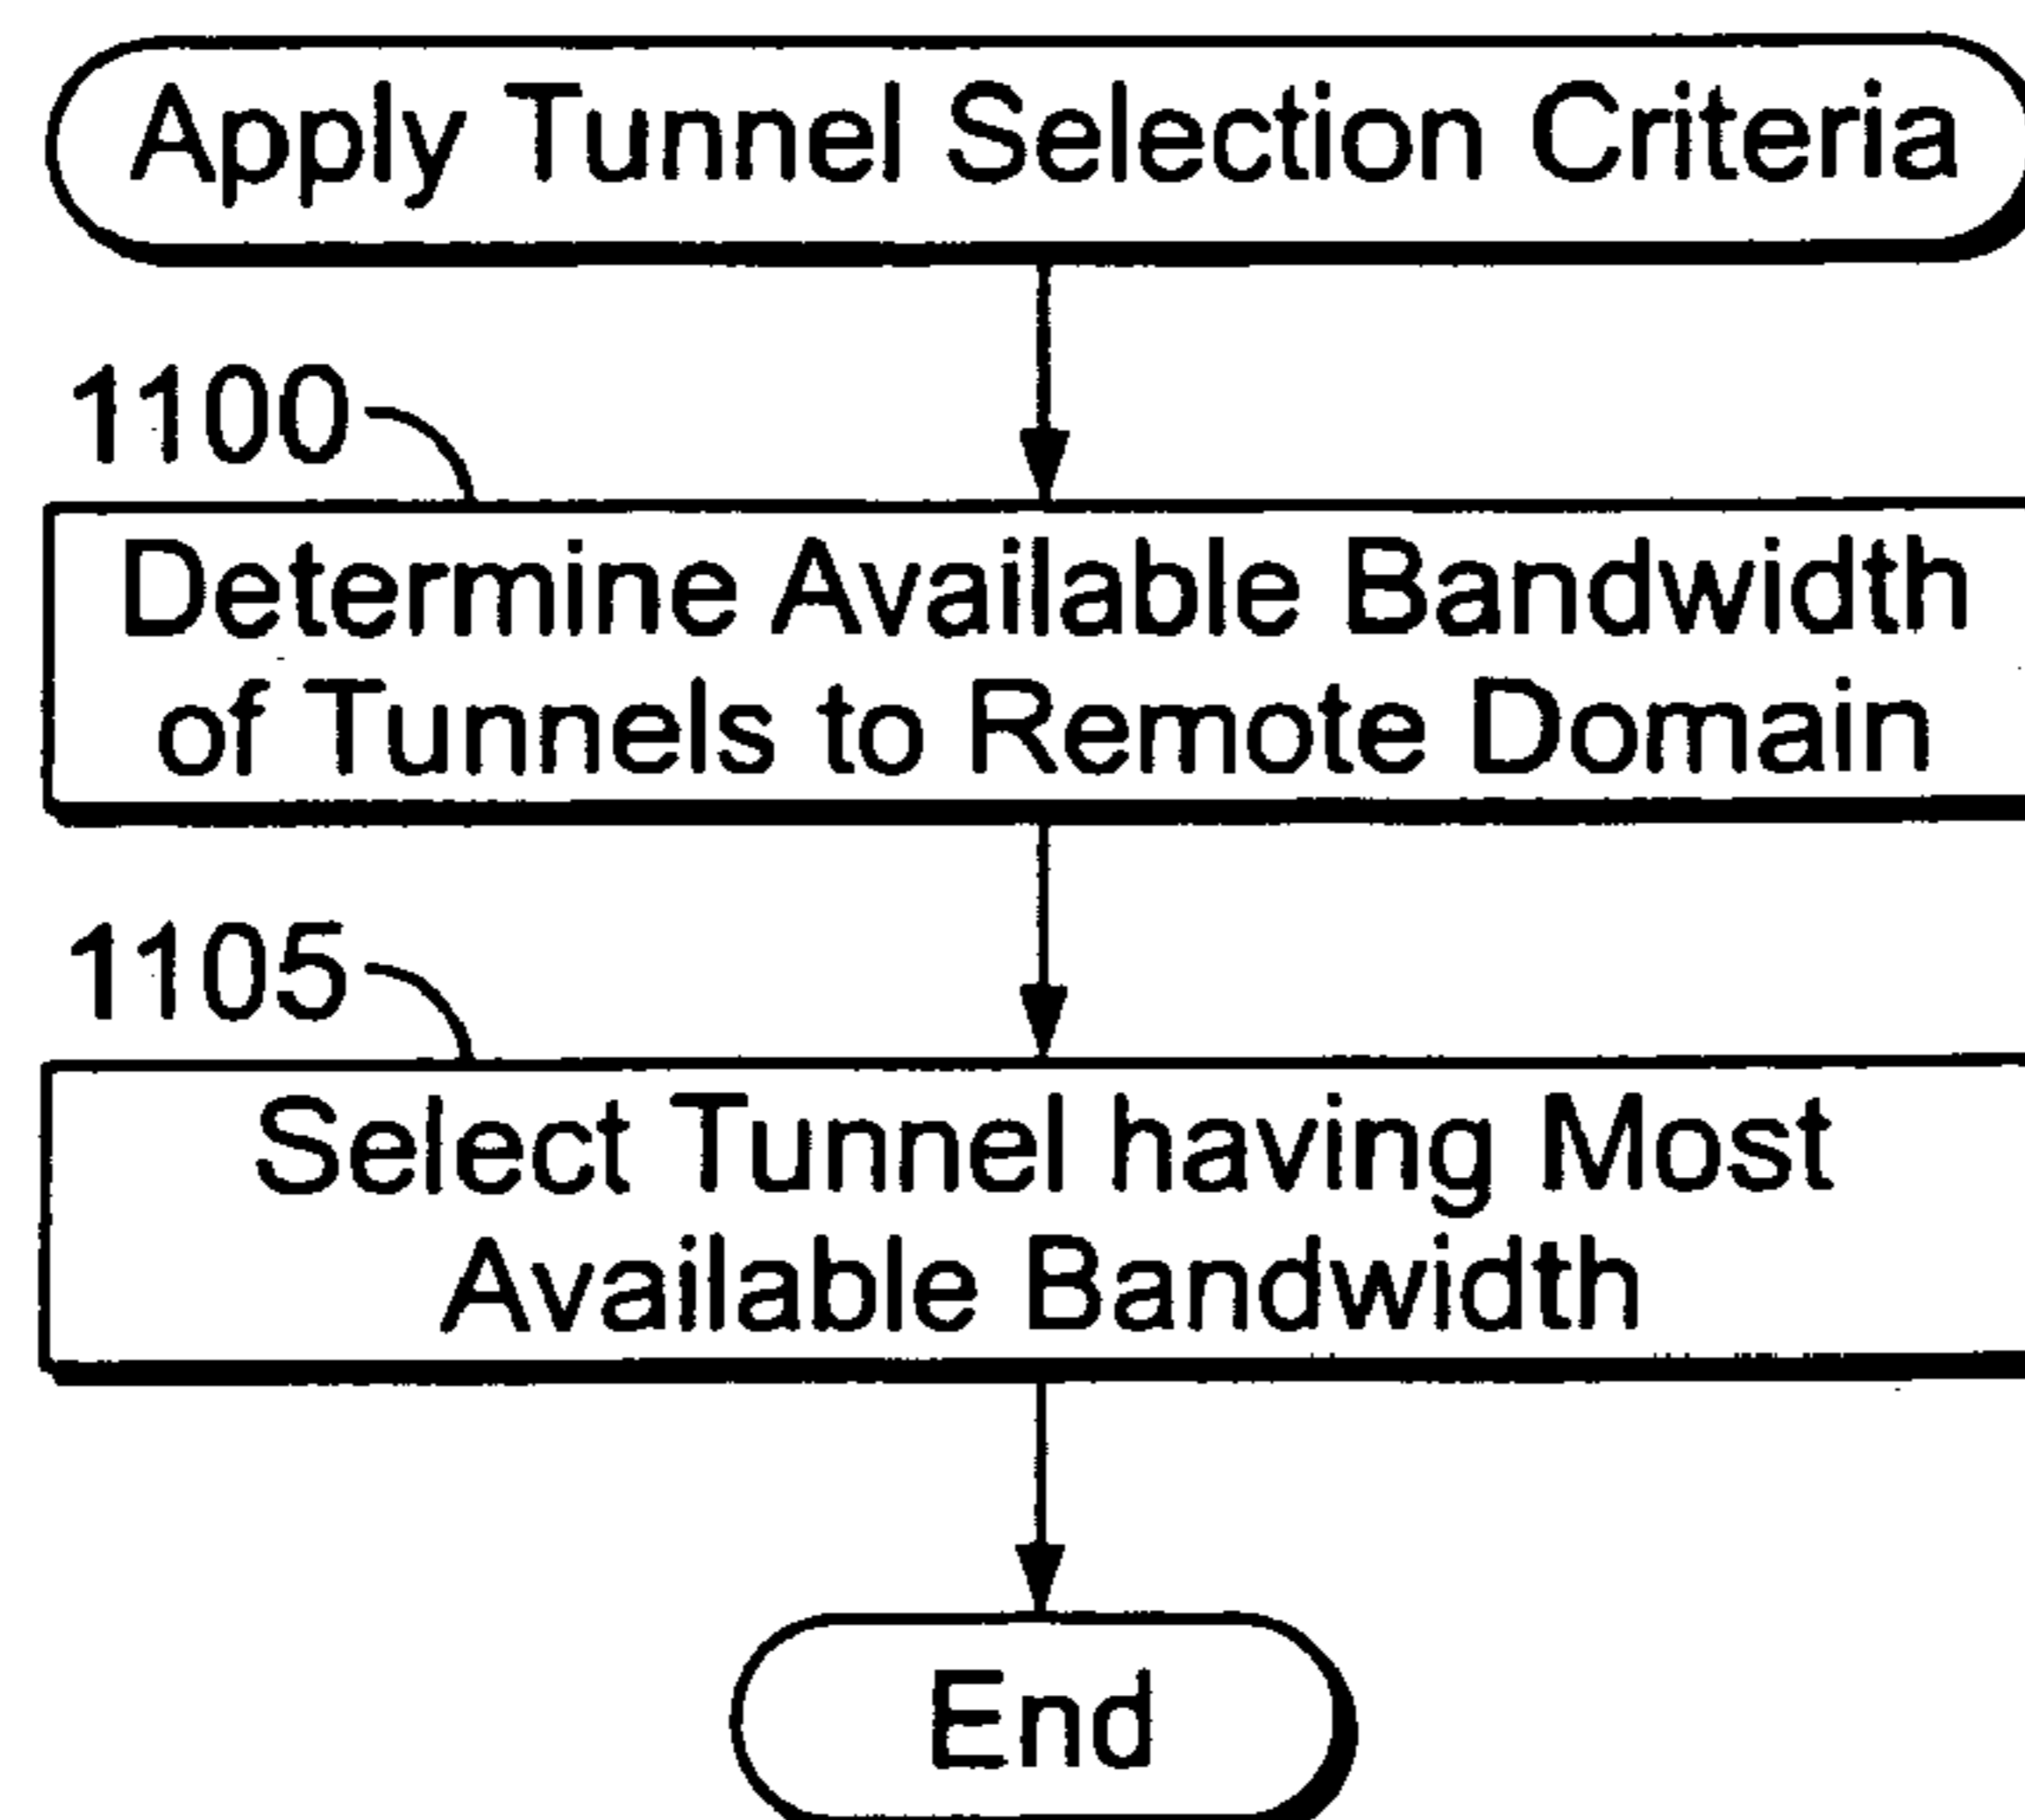 Apply Tunnel Selection Criteria
1100
Determine Available Bandwidth
of Tunnels to Remote Domain
1105
Select Tunnel having Most
Available Bandwidth
End